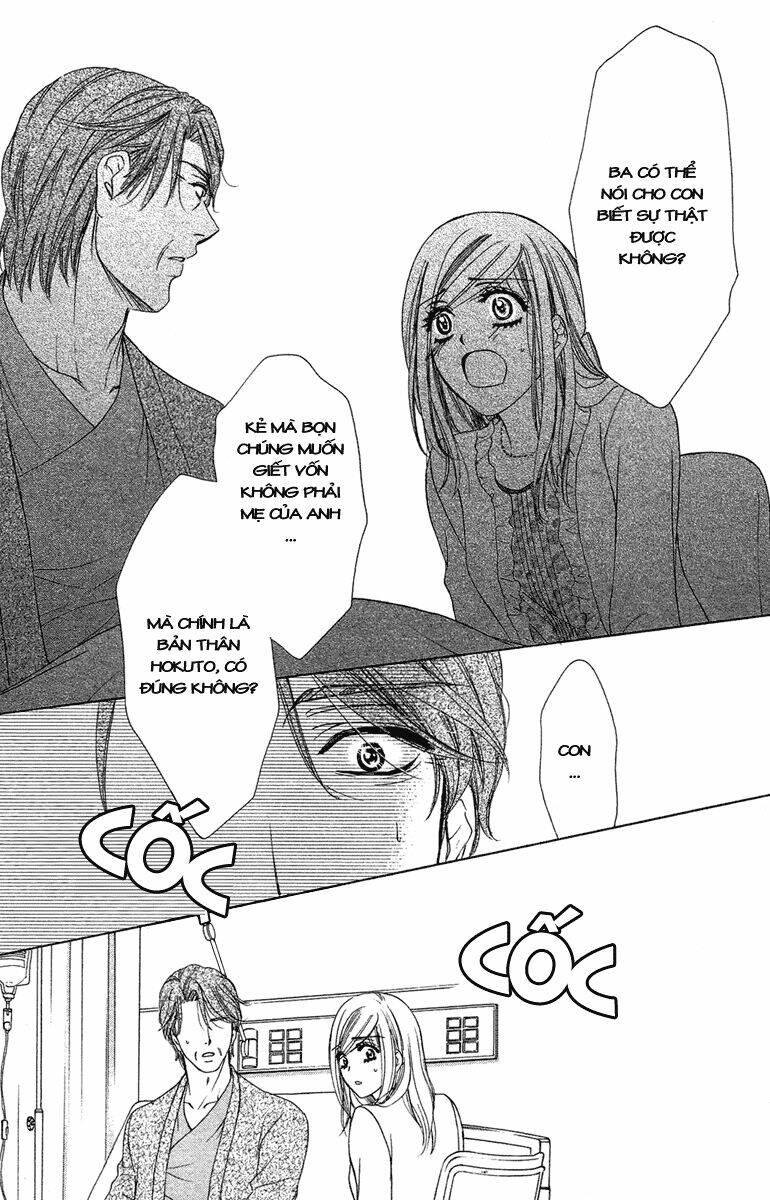 BA CÓ THỂ
NÓI CHO CON
BIẾT SỰ THẬT
ĐƯỢC
KHÔNG?
KẺ MÀ BỌN
CHÚNG MUỐN
GIẾT VỐN
KHÔNG PHẢI
MẸ CỦA ANH
...
MÀ CHÍNH LÀ
BẢN THÂN
HOKUTO, CÓ
ĐÚNG KHÔNG?
CON
...
CỐC
CỐC